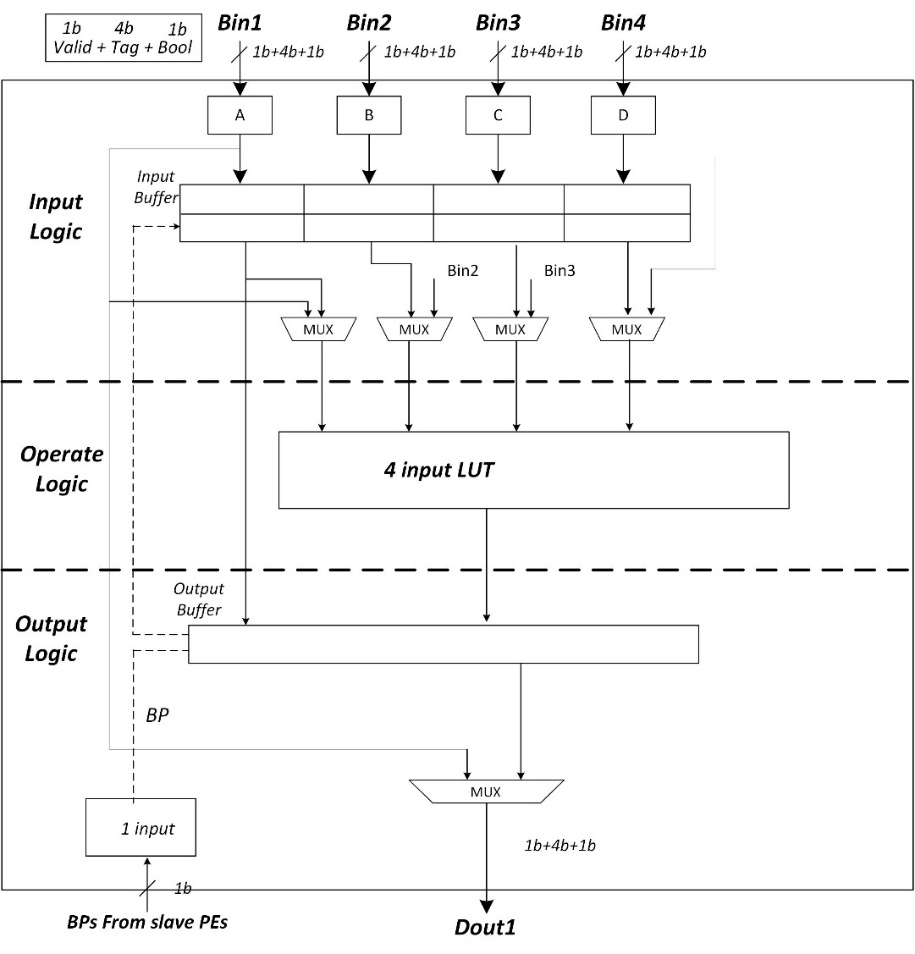 1b 4b 1b
Valid + Tag + Bool
Bin1
Bin2
Bin3
Bin4
1b+4b+1b
1b+4b+1b
1b+4b+1b
1b+4b+1b
A
B
C
D
Input
Buffer
Input
Logic
Bin2
Bin3
MUX
MUX
MUX
MUX
Operate
Logic
4 input LUT
Output
Buffer
Output
Logic
BP
MUX
1 input
1b+4b+1b
1b
BPs From slave PEs
Dout1